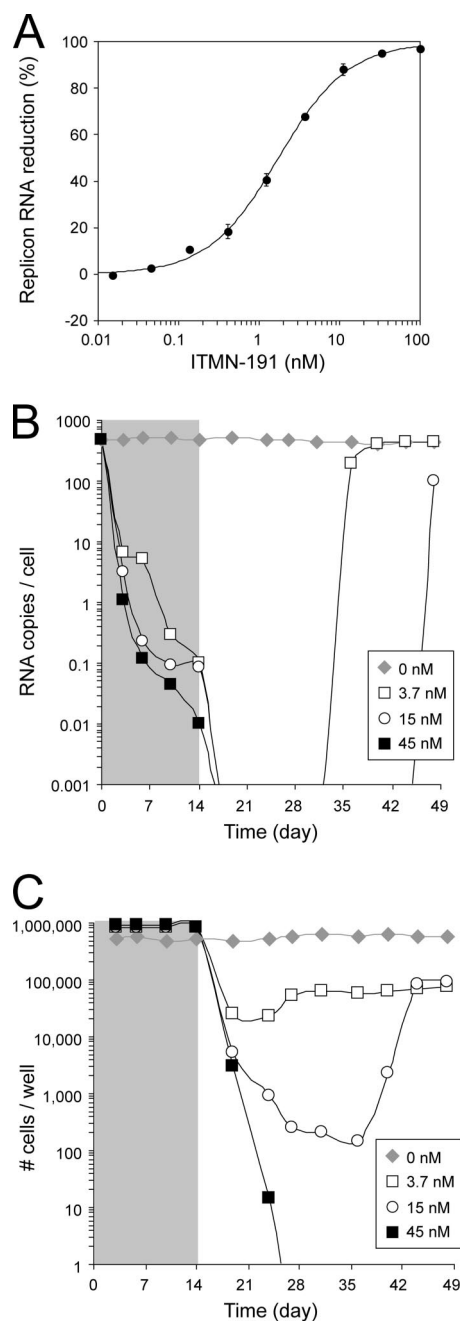 A
Replicon RNA reduction (%)
100
80
60
40
20
0
-20
0.01 0.1 1 10 100
ITMN-191 (nM)
B
RNA copies / cell
1000
100
10
1
0.1
0.01
0.001
0 nM
3.7 nM
15 nM
45 nM
0 7 14 21 28 35 42 49
Time (day)
C
# cells / well
1,000,000
100,000
10,000
1,000
100
10
1
0 nM
3.7 nM
15 nM
45 nM
0 7 14 21 28 35 42 49
Time (day)